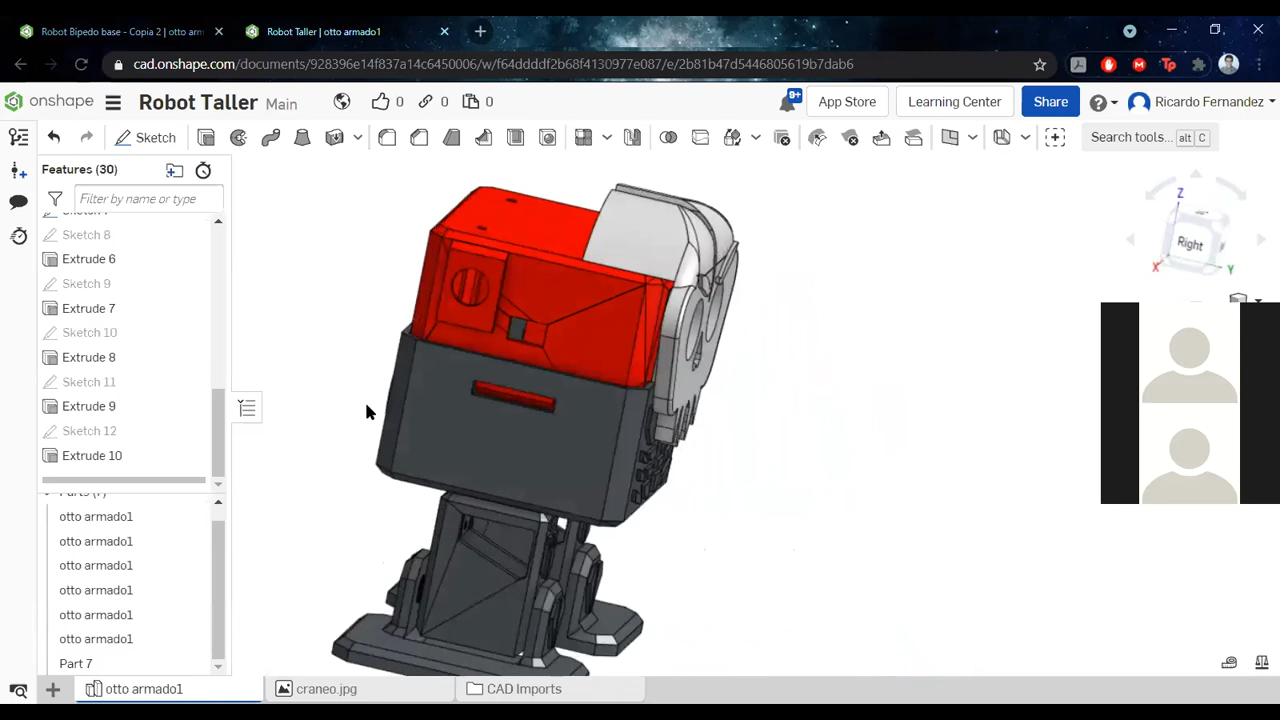 Robot Bipedo base - Copia 2 | otto arm
Robot Taller | otto armado1
cad.onshape.com/documents/928396e14f837a14c6450006/w/f64ddddf2b68f4130977e087/e/2b81b47d5446805619b7dab6
onshape
Robot Taller Main
0
0
0
9+
App Store
Learning Center
Share
Ricardo Fernandez
Sketch
Search tools... alt C
Features (30)
Filter by name or type
Sketch 8
Extrude 6
Sketch 9
Extrude 7
Sketch 10
Extrude 8
Sketch 11
Extrude 9
Sketch 12
Extrude 10
Parts (7)
otto armado1
otto armado1
otto armado1
otto armado1
otto armado1
otto armado1
Part 7
Z
Right
X
Y
otto armado1
craneo.jpg
CAD Imports